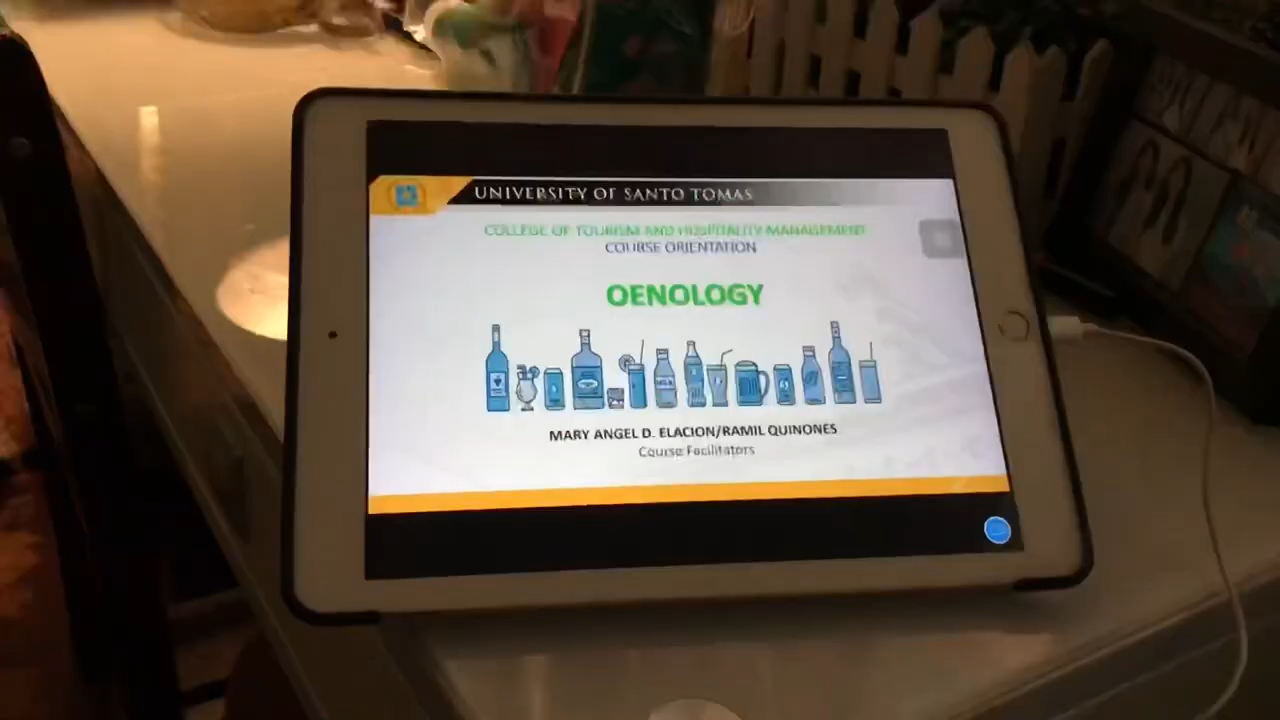 UNIVERSITY OF SANTO TOMAS
COLLEGE OF TOURISM AND HOSPITALITY MANAGEMENT
COURSE ORIENTATION
OENOLOGY
MARY ANGEL D. ELACION/RAMIL QUINONES
Course Facilitators